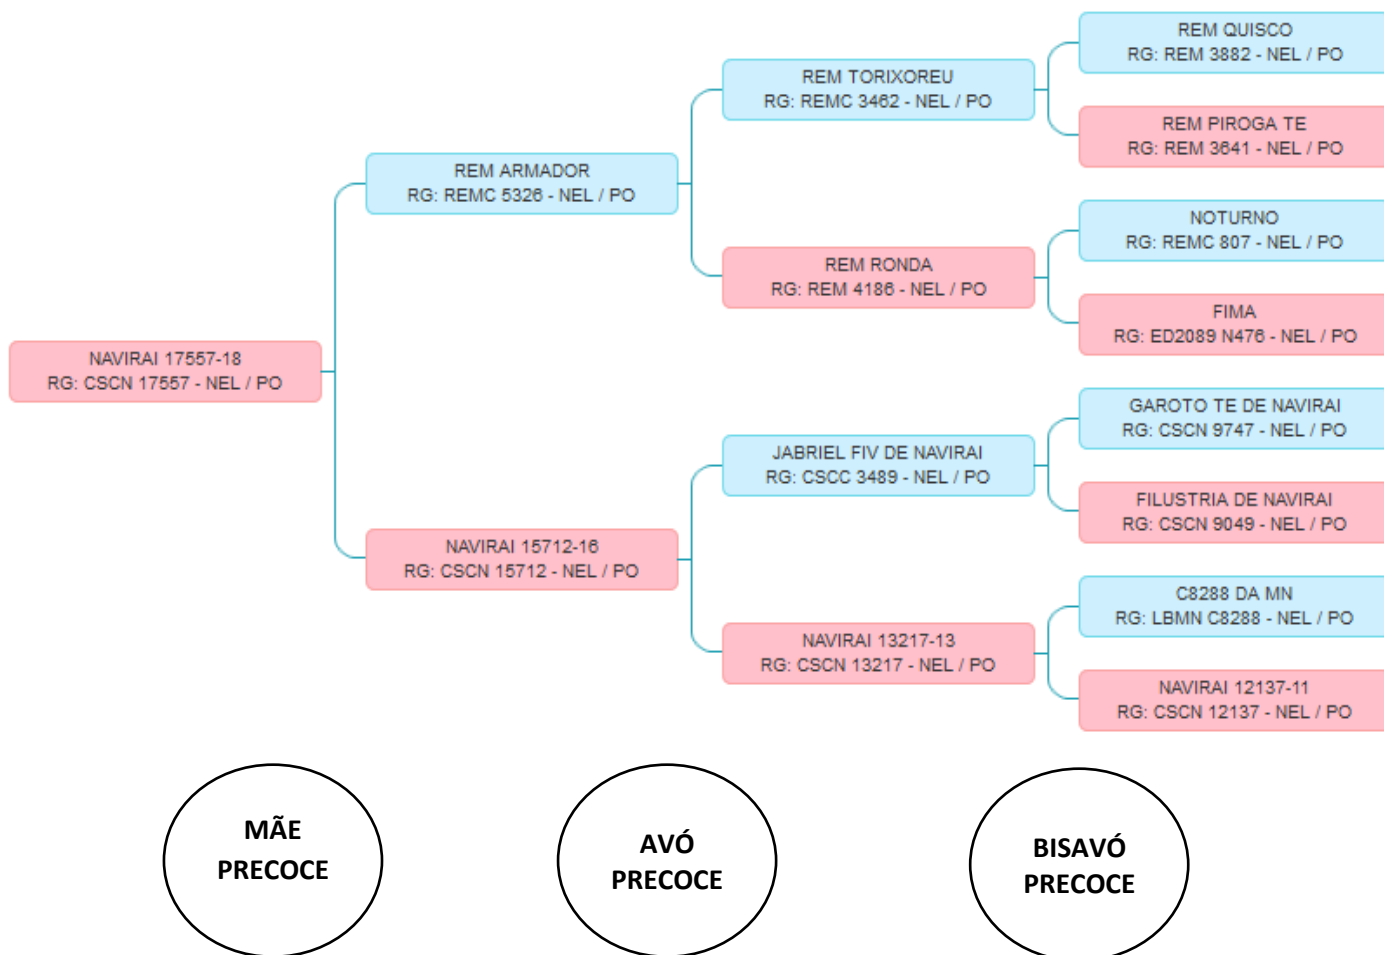 REM QUISCO
RG: REM 3882 - NEL / PO
REM TORIXOREU
RG: REMC 3462 - NEL / PO
REM PIROGA TE
RG: REM 3641 - NEL / PO
REM ARMADOR
RG: REMC 5326 - NEL / PO
NOTURNO
RG: REMC 807 - NEL / PO
REM RONDA
RG: REM 4186 - NEL / PO
FIMA
RG: ED2089 N476 - NEL / PO
NAVIRAI 17557-18
RG: CSCN 17557 - NEL / PO
GAROTO TE DE NAVIRAI
RG: CSCN 9747 - NEL / PO
JABRIEL FIV DE NAVIRAI
RG: CSCC 3489 - NEL / PO
FILUSTRIA DE NAVIRAI
RG: CSCN 9049 - NEL / PO
NAVIRAI 15712-16
RG: CSCN 15712 - NEL / PO
C8288 DA MN
RG: LBMN C8288 - NEL / PO
NAVIRAI 13217-13
RG: CSCN 13217 - NEL / PO
NAVIRAI 12137-11
RG: CSCN 12137 - NEL / PO
MÃE
PRECOCE
AVÓ
PRECOCE
BISAVÓ
PRECOCE